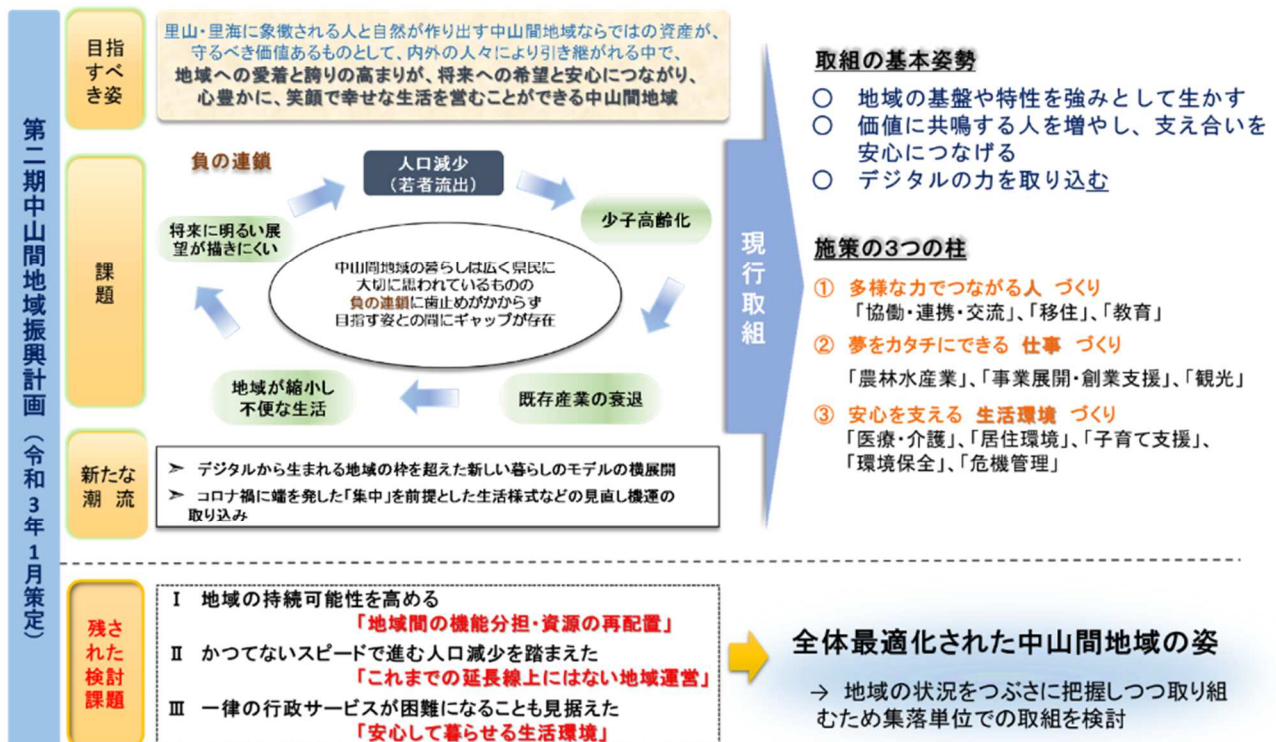 第二期中山間地域振興計画（令和3年1月策定）
目指
すべ
き姿
里山・里海に象徴される人と自然が作り出す中山間地域ならではの資産が、
守るべき価値あるものとして、内外の人々により引き継がれる中で、
地域への愛着と誇りの高まりが、将来への希望と安心につながり、
心豊かに、笑顔で幸せな生活を営むことができる中山間地域
課題
負の連鎖
人口減少
（若者流出）
少子高齢化
既存産業の衰退
地域が縮小し
不便な生活
将来に明るい展
望が描きにくい
中山間地域の暮らしは広く県民に
大切に思われているものの
負の連鎖に歯止めがかからず
目指す姿との間にギャップが存在
新たな
潮流
➢ デジタルから生まれる地域の枠を超えた新しい暮らしのモデルの横展開
➢ コロナ禍に端を発した「集中」を前提とした生活様式などの見直し機運の
取り込み
現行取組
取組の基本姿勢
○ 地域の基盤や特性を強みとして生かす
○ 価値に共鳴する人を増やし、支え合いを
安心につなげる
○ デジタルの力を取り込む
施策の3つの柱
① 多様な力でつながる人 づくり
「協働・連携・交流」、「移住」、「教育」
② 夢をカタチにできる 仕事 づくり
「農林水産業」、「事業展開・創業支援」、「観光」
③ 安心を支える 生活環境 づくり
「医療・介護」、「居住環境」、「子育て支援」、
「環境保全」、「危機管理」
残さ
れた
検討
課題
Ⅰ 地域の持続可能性を高める
「地域間の機能分担・資源の再配置」
Ⅱ かつてないスピードで進む人口減少を踏まえた
「これまでの延長線上にはない地域運営」
Ⅲ 一律の行政サービスが困難になることも見据えた
「安心して暮らせる生活環境」
全体最適化された中山間地域の姿
→ 地域の状況をつぶさに把握しつつ取り組
むため集落単位での取組を検討